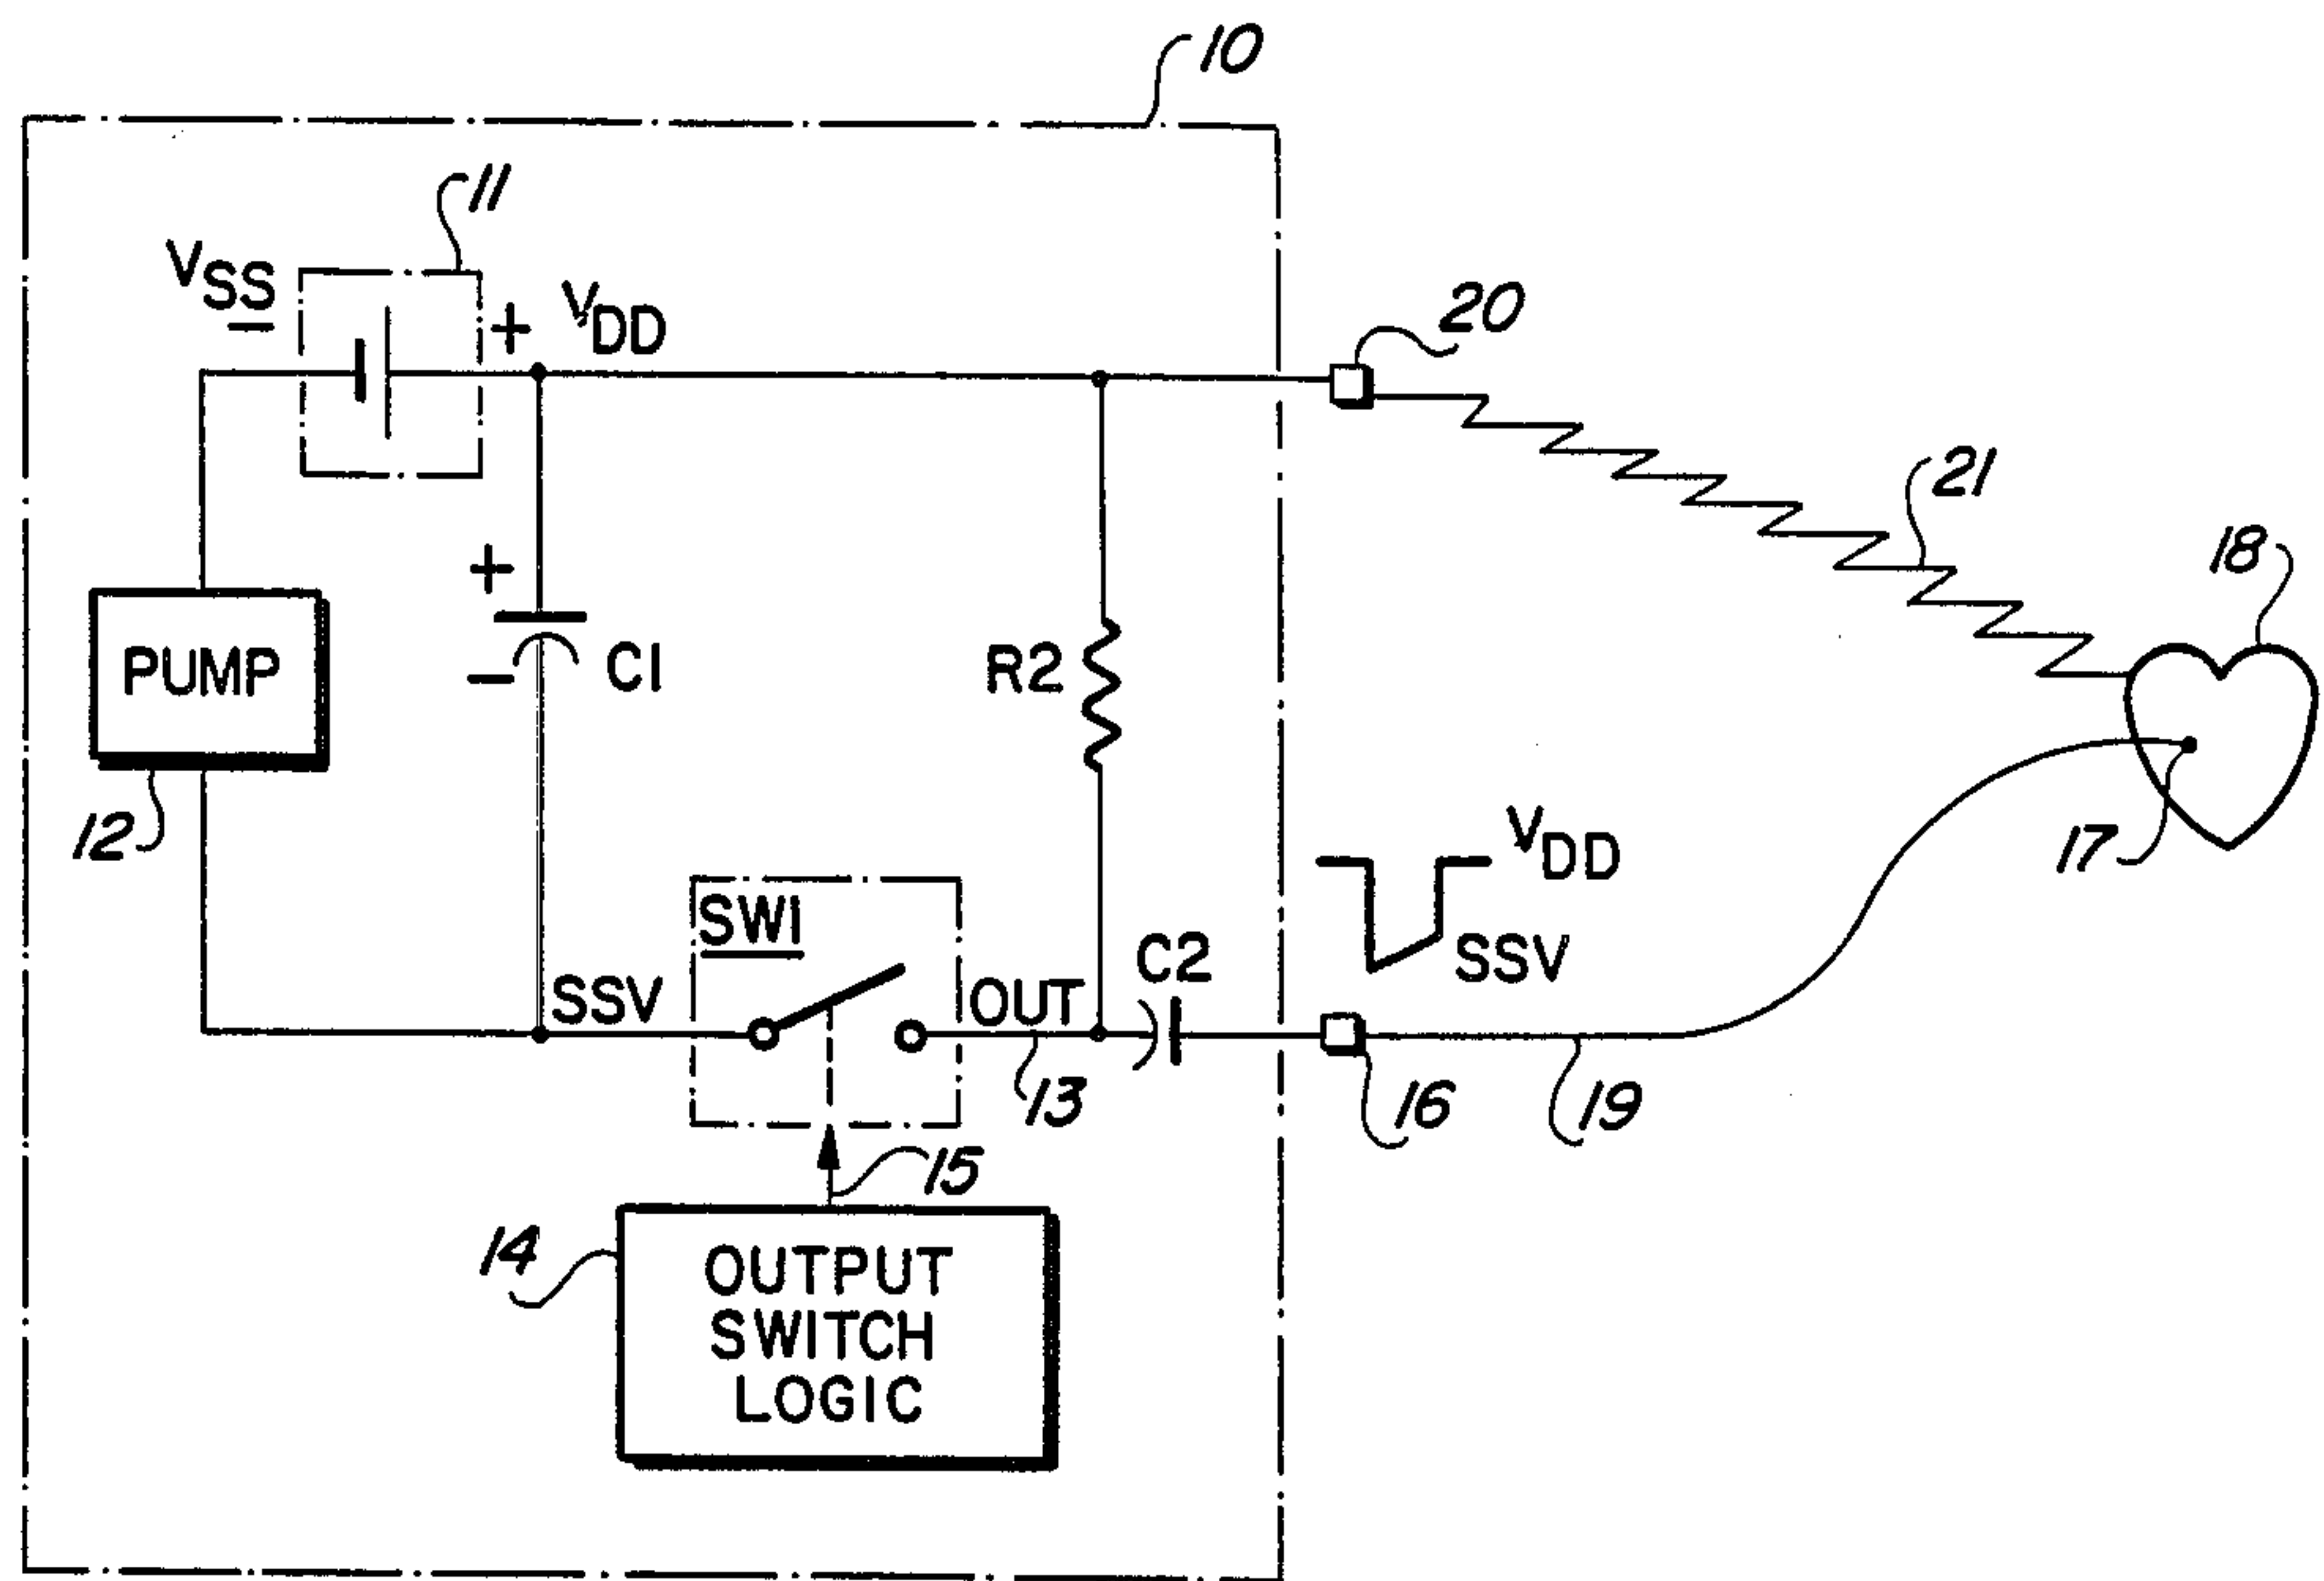 10
11
VSS
+ VDD
20
21
18
+
PUMP
C1
R2
−
12
17
VDD
SW1
SSV
C2
SSV
OUT
13
16
19
15
14
OUTPUT
SWITCH
LOGIC